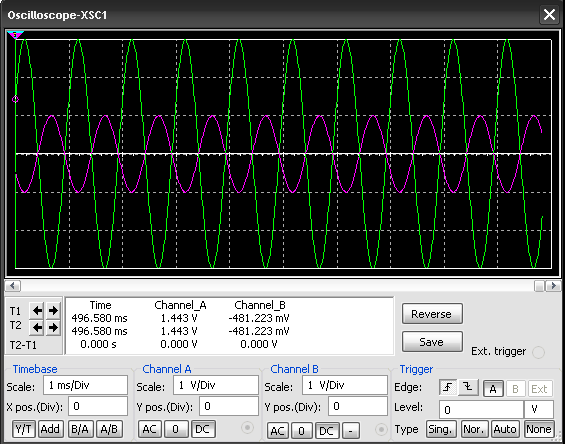 Oscilloscope-XSC1
T1
T2
T2-T1
Time Channel_A Channel_B
496.580 ms 1.443 V -481.223 mV
496.580 ms 1.443 V -481.223 mV
0.000 s 0.000 V 0.000 V
Reverse
Save
Ext. trigger
Timebase
Scale: 1 ms/Div
X pos.(Div): 0
Y/T Add B/A A/B
Channel A
Scale: 1 V/Div
Y pos.(Div): 0
AC 0 DC
Channel B
Scale: 1 V/Div
Y pos.(Div): 0
AC 0 DC -
Trigger
Edge: A B Ext
Level: 0 V
Type Sing. Nor. Auto None